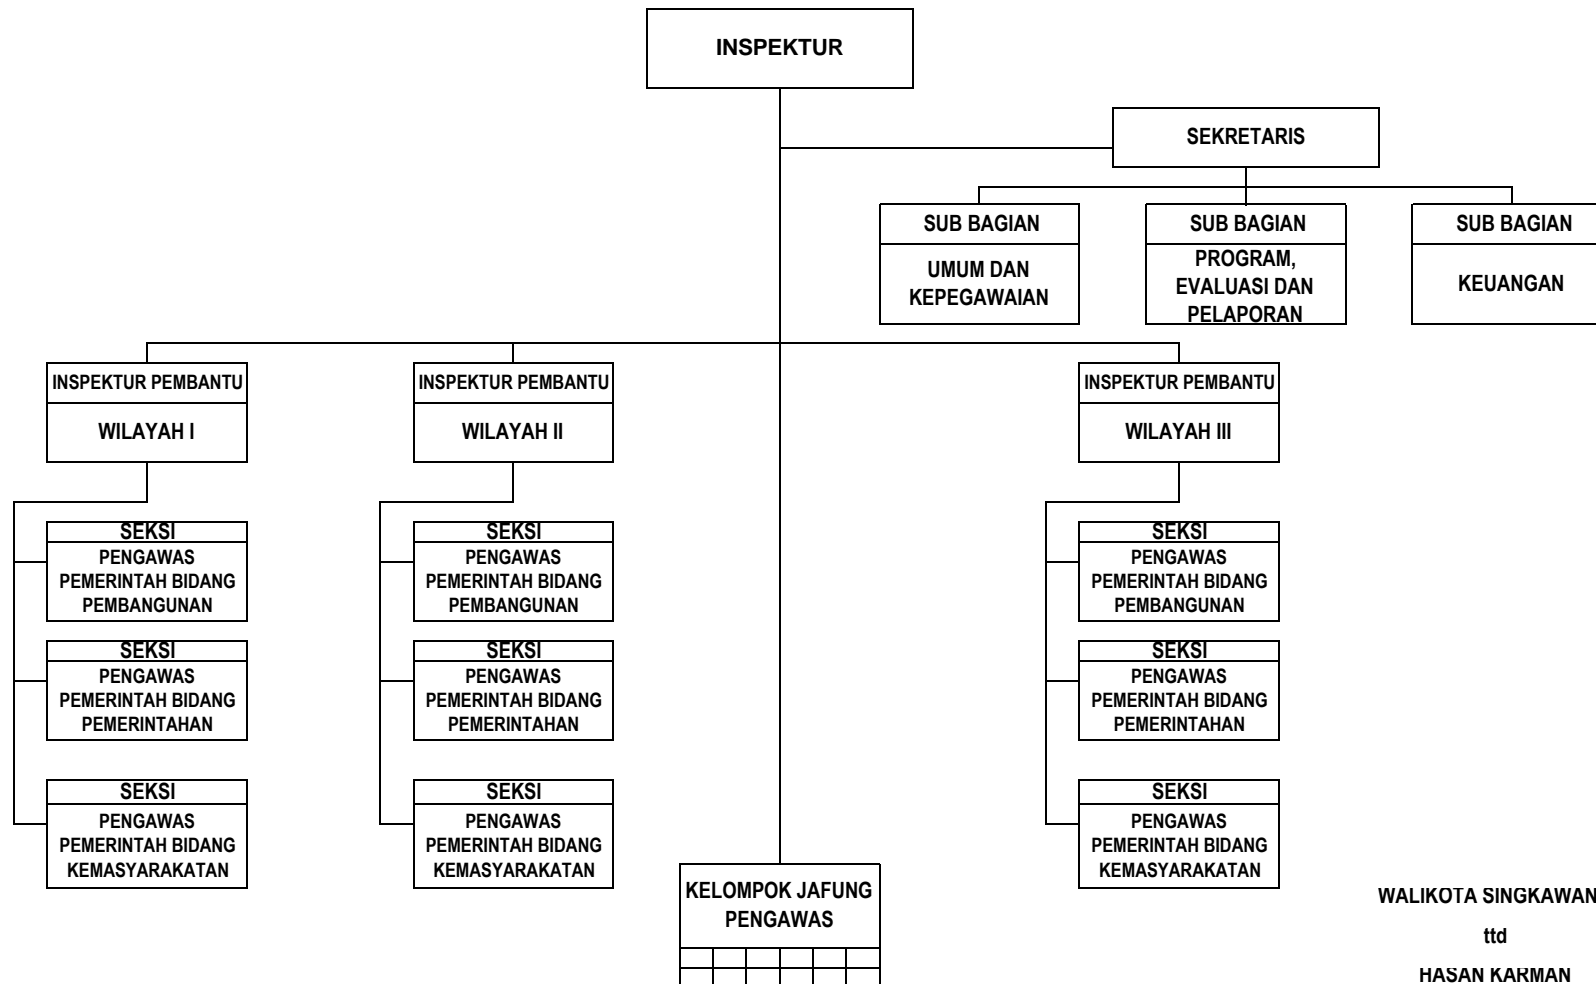 INSPEKTUR
SEKRETARIS
SUB BAGIAN
UMUM DAN
KEPEGAWAIAN
SUB BAGIAN
PROGRAM,
EVALUASI DAN
PELAPORAN
SUB BAGIAN
KEUANGAN
INSPEKTUR PEMBANTU
WILAYAH I
INSPEKTUR PEMBANTU
WILAYAH II
INSPEKTUR PEMBANTU
WILAYAH III
SEKSI
PENGAWAS
PEMERINTAH BIDANG
PEMBANGUNAN
SEKSI
PENGAWAS
PEMERINTAH BIDANG
PEMERINTAHAN
SEKSI
PENGAWAS
PEMERINTAH BIDANG
KEMASYARAKATAN
SEKSI
PENGAWAS
PEMERINTAH BIDANG
PEMBANGUNAN
SEKSI
PENGAWAS
PEMERINTAH BIDANG
PEMERINTAHAN
SEKSI
PENGAWAS
PEMERINTAH BIDANG
KEMASYARAKATAN
SEKSI
PENGAWAS
PEMERINTAH BIDANG
PEMBANGUNAN
SEKSI
PENGAWAS
PEMERINTAH BIDANG
PEMERINTAHAN
SEKSI
PENGAWAS
PEMERINTAH BIDANG
KEMASYARAKATAN
KELOMPOK JAFUNG
PENGAWAS
WALIKOTA SINGKAWAN
ttd
HASAN KARMAN